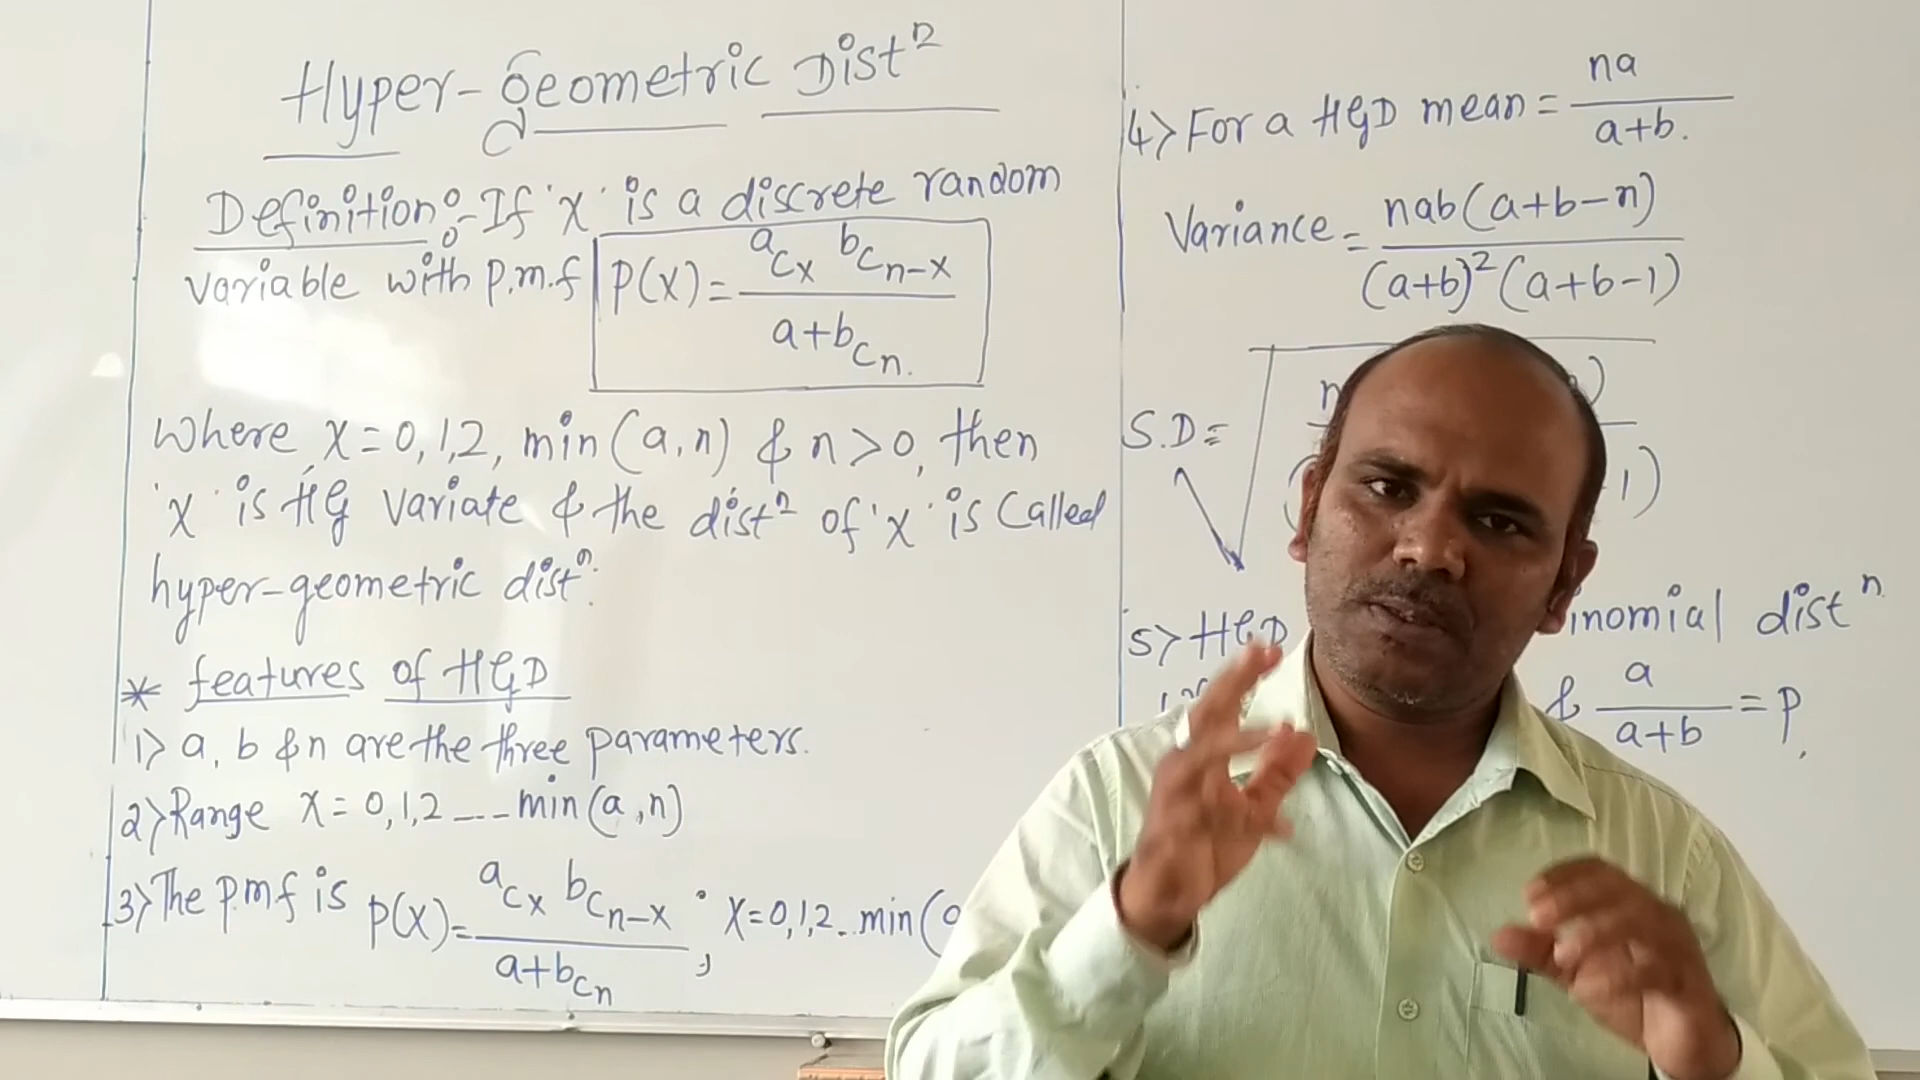 Hyper-Geometric Distⁿ
Definition:- If 'x' is a discrete random
variable with p.m.f P(x) = ᵃCx ᵇCn-x / ᵃ⁺ᵇCn.
Where x = 0,1,2, min(a,n) & n>0, then
'x' is HG variate & the distⁿ of 'x' is called
hyper-geometric distⁿ.
* features of HGD
1> a, b & n are the three parameters.
2> Range x = 0,1,2 --- min(a,n)
3> The p.m.f is P(x) = ᵃCx ᵇCn-x / ᵃ⁺ᵇCn ; x=0,1,2.. min(
4> For a HGD mean = na / a+b.
Variance = nab(a+b-n) / (a+b)²(a+b-1)
S.D =
5> HGD inomial distⁿ
& a / a+b = p,